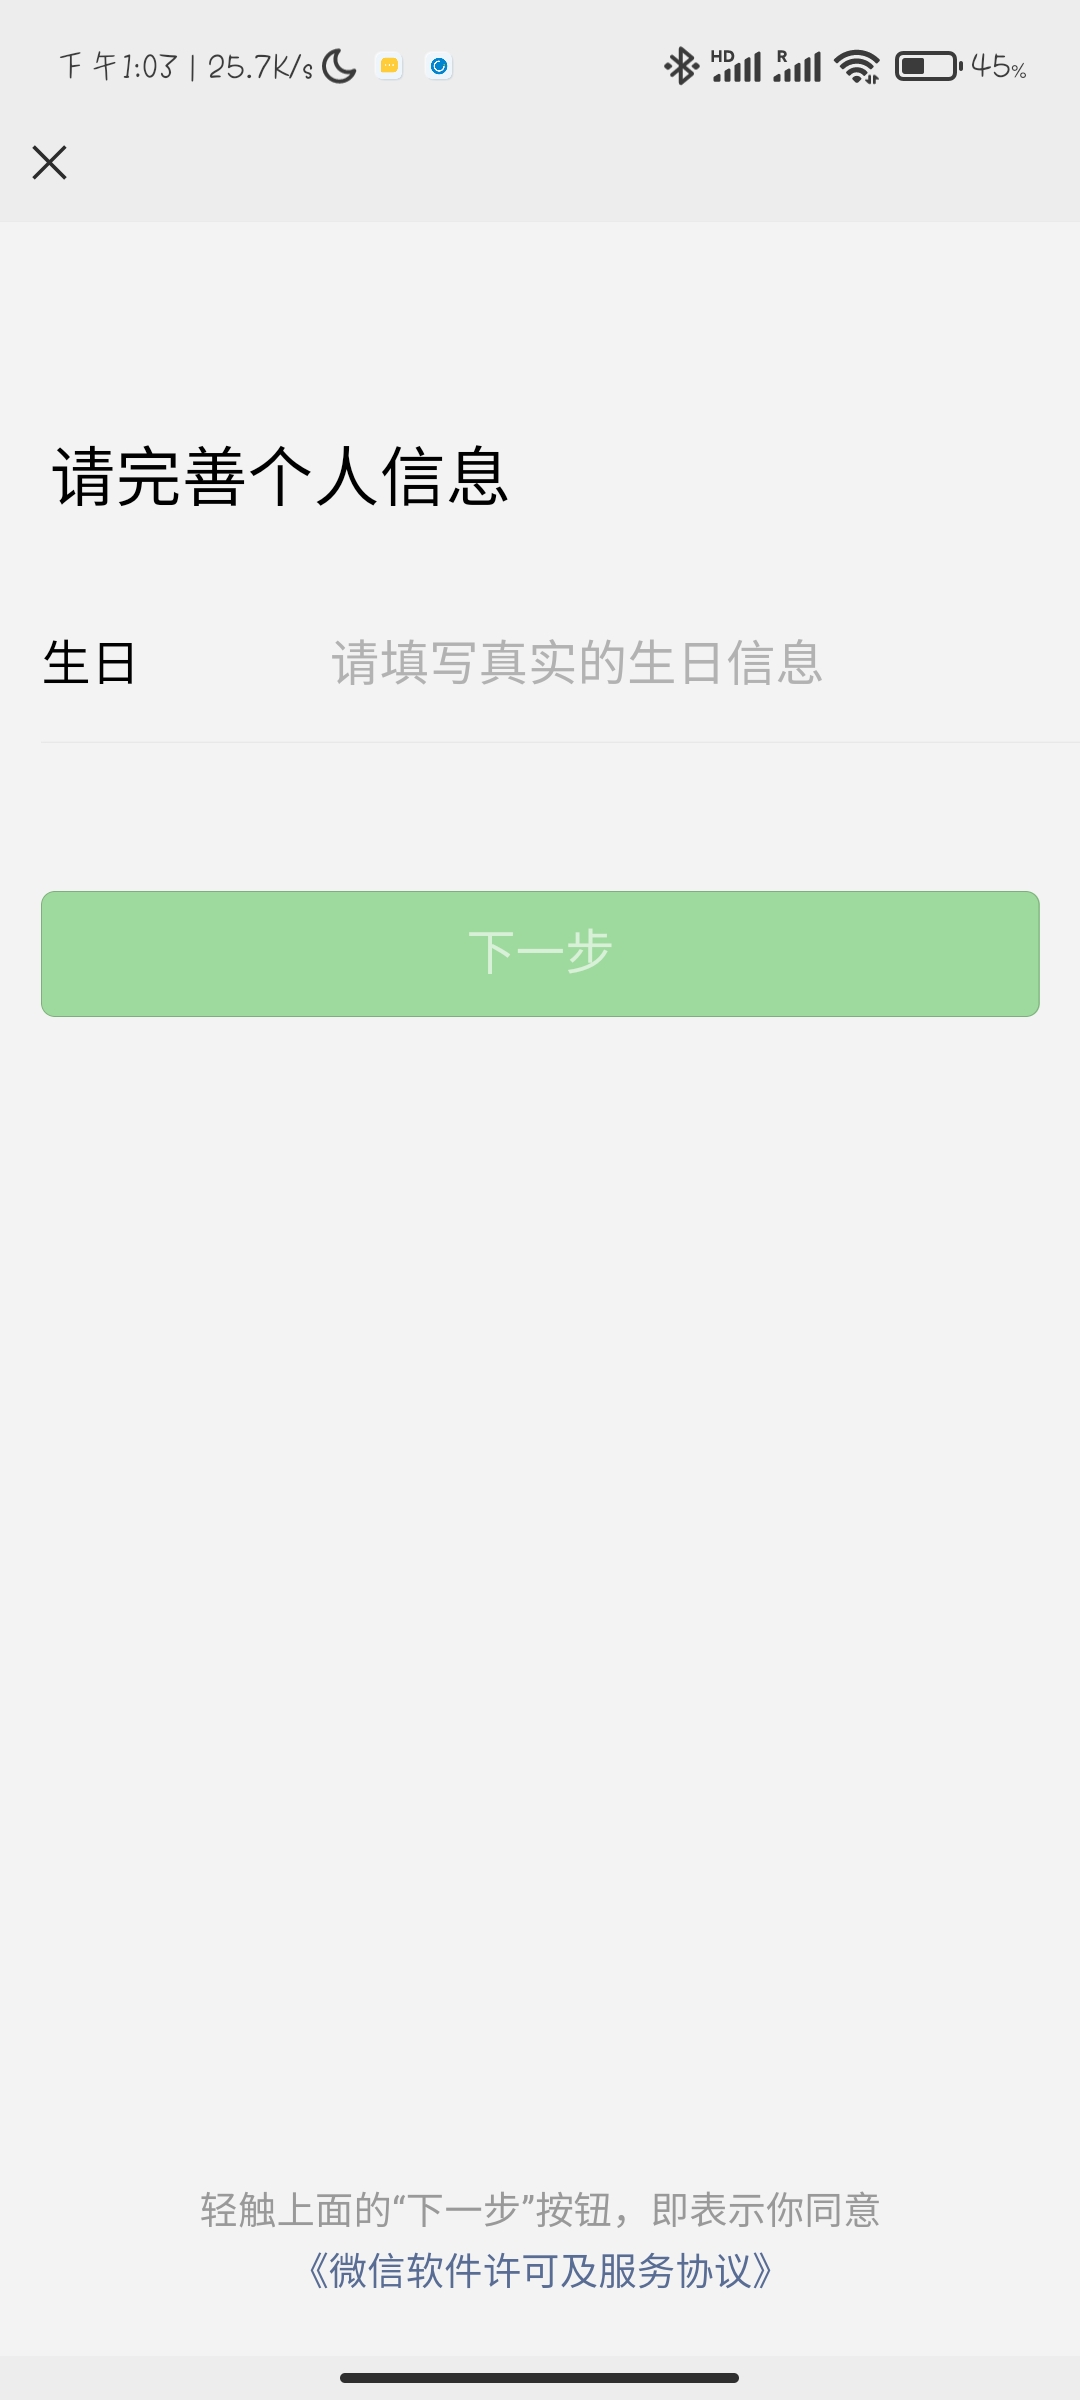 下午1:03 | 25.7K/s HD R 45%
请完善个人信息
生日 请填写真实的生日信息
下一步
轻触上面的“下一步”按钮，即表示你同意
《微信软件许可及服务协议》